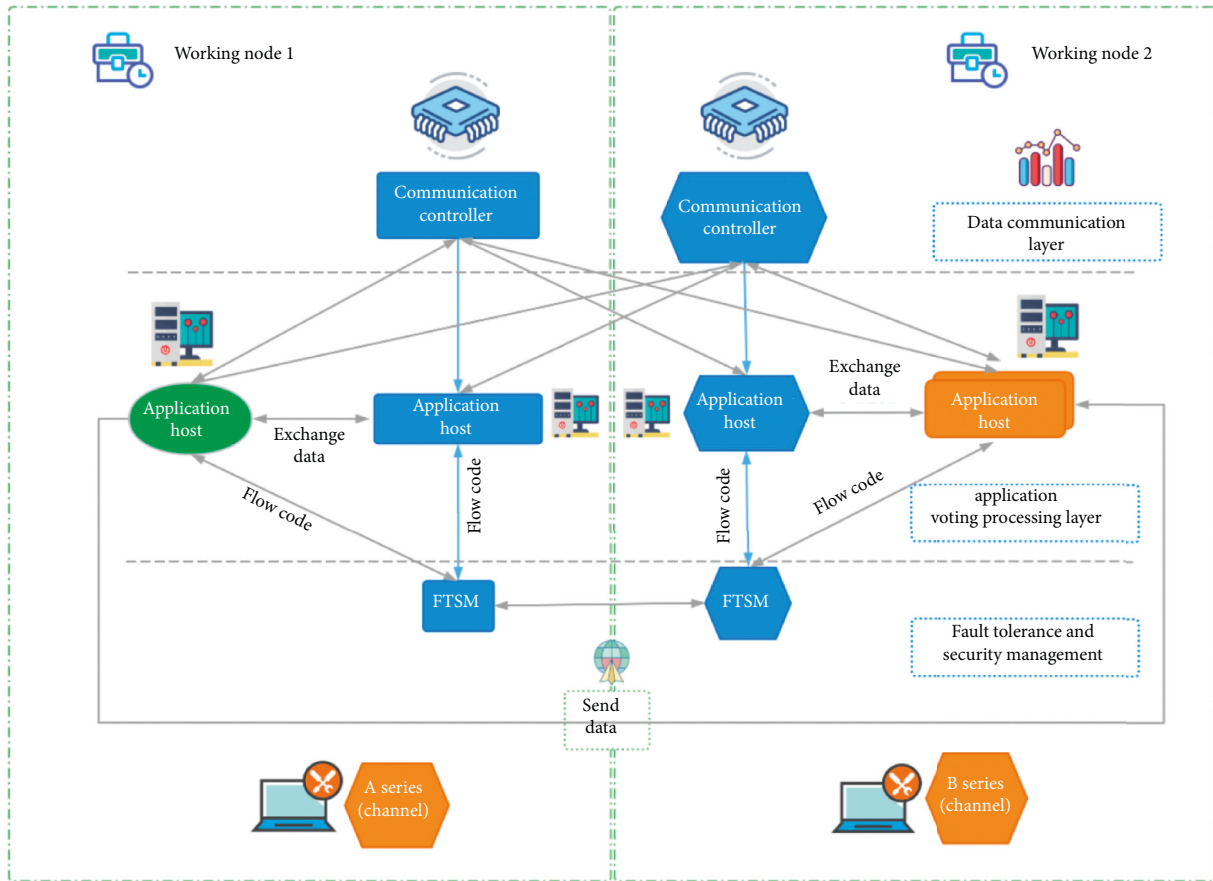 Working node 1
Working node 2
Communication
controller
Communication
controller
Data communication
layer
Application
host
Exchange
data
Application
host
Application
host
Exchange
data
Application
host
Flow code
Flow code
Flow code
Flow code
application
voting processing layer
FTSM
FTSM
Fault tolerance and
security management
Send
data
A series
(channel)
B series
(channel)